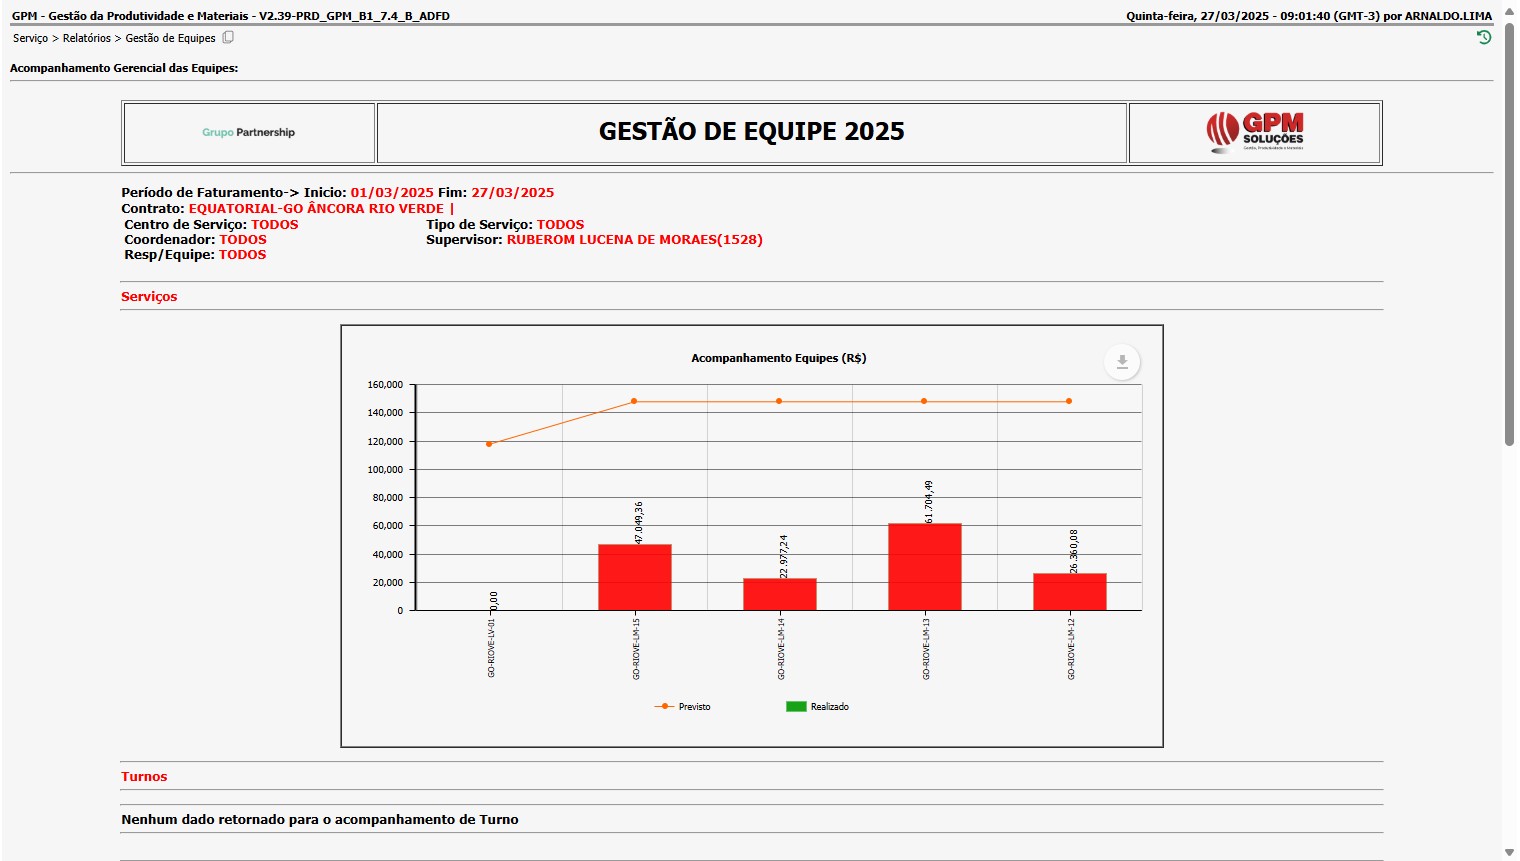 GPM - Gestão da Produtividade e Materiais - V2.39-PRD_GPM_B1_7.4_B_ADFD
Quinta-feira, 27/03/2025 - 09:01:40 (GMT-3) por ARNALDO.LIMA
Serviço > Relatórios > Gestão de Equipes
Acompanhamento Gerencial das Equipes:
Grupo Partnership
GESTÃO DE EQUIPE 2025
GPM
SOLUÇÕES
Período de Faturamento-> Inicio: 01/03/2025 Fim: 27/03/2025
Contrato: EQUATORIAL-GO ÂNCORA RIO VERDE |
Centro de Serviço: TODOS
Tipo de Serviço: TODOS
Coordenador: TODOS
Supervisor: RUBEROM LUCENA DE MORAES(1528)
Resp/Equipe: TODOS
Serviços
Acompanhamento Equipes (R$)
160,000
140,000
120,000
100,000
80,000
60,000
40,000
20,000
0
0,00
47.049,36
22.977,24
61.704,49
26.360,08
GO-RIOVE-LV-01
GO-RIOVE-LM-15
GO-RIOVE-LM-14
GO-RIOVE-LM-13
GO-RIOVE-LM-12
Previsto
Realizado
Turnos
Nenhum dado retornado para o acompanhamento de Turno